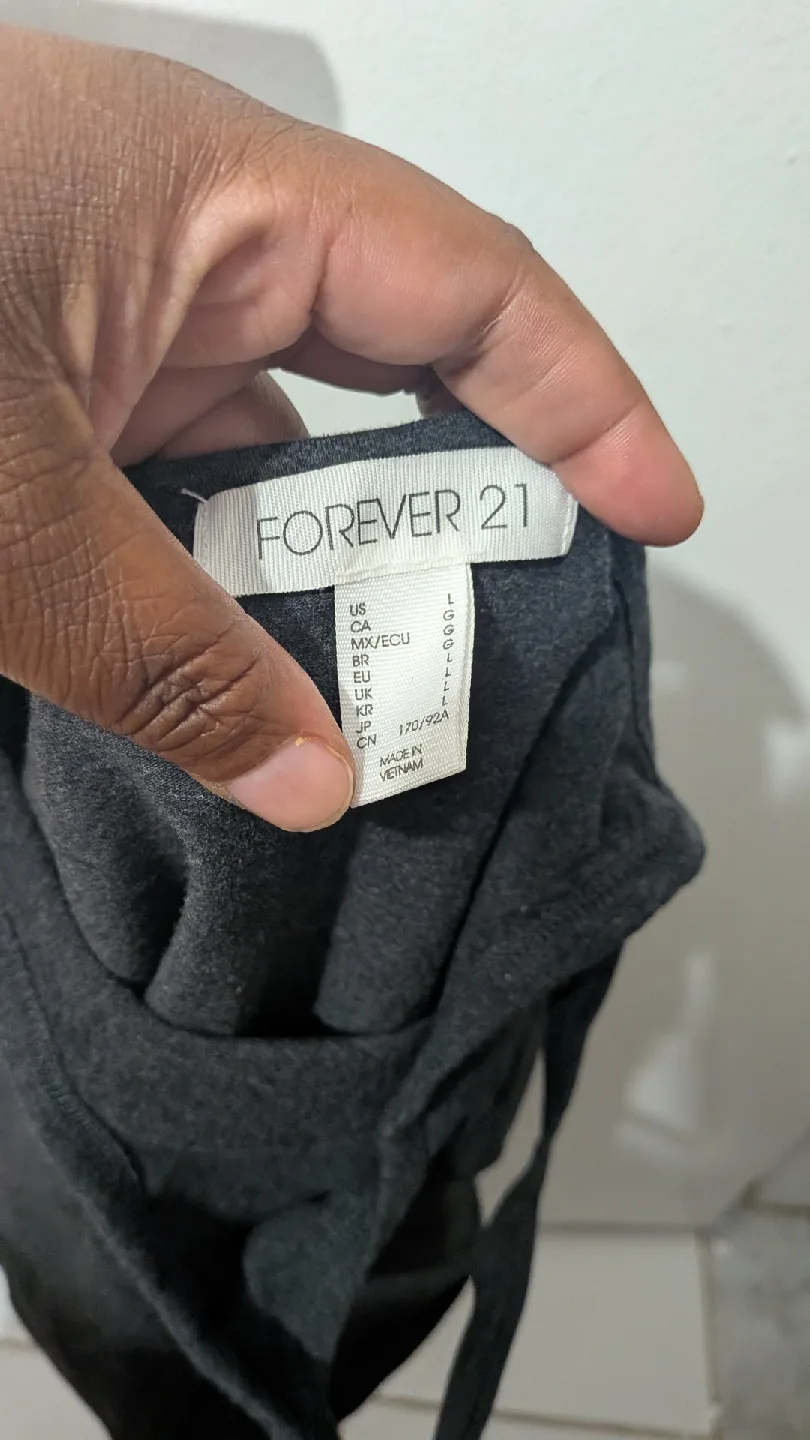 FOREVER 21
US L
CA G
MX/ECU G
BR G
EU L
UK L
KR L
JP L
CN 170/92A
MADE IN
VIETNAM